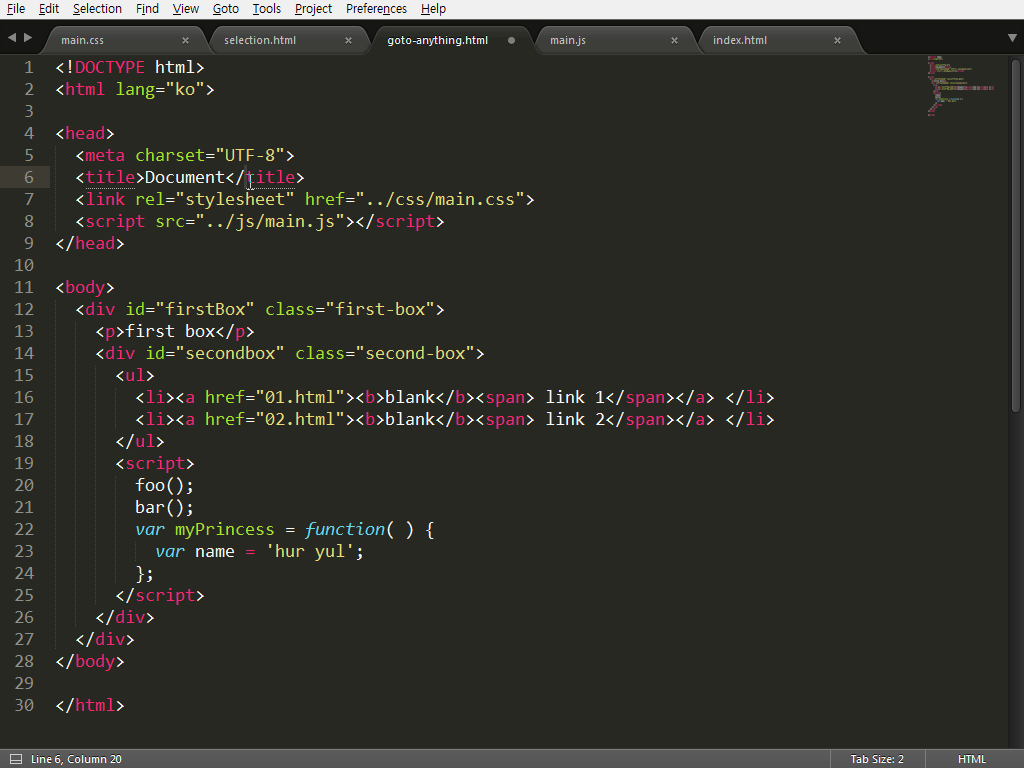 File Edit Selection Find View Goto Tools Project Preferences Help
main.css × selection.html × goto-anything.html main.js × index.html ×
1 <!DOCTYPE html>
2 <html lang="ko">
3
4 <head>
5 <meta charset="UTF-8">
6 <title>Document</title>
7 <link rel="stylesheet" href="../css/main.css">
8 <script src="../js/main.js"></script>
9 </head>
10
11 <body>
12 <div id="firstBox" class="first-box">
13 <p>first box</p>
14 <div id="secondbox" class="second-box">
15 <ul>
16 <li><a href="01.html"><b>blank</b><span> link 1</span></a> </li>
17 <li><a href="02.html"><b>blank</b><span> link 2</span></a> </li>
18 </ul>
19 <script>
20 foo();
21 bar();
22 var myPrincess = function( ) {
23 var name = 'hur yul';
24 };
25 </script>
26 </div>
27 </div>
28 </body>
29
30 </html>
Line 6, Column 20 Tab Size: 2 HTML